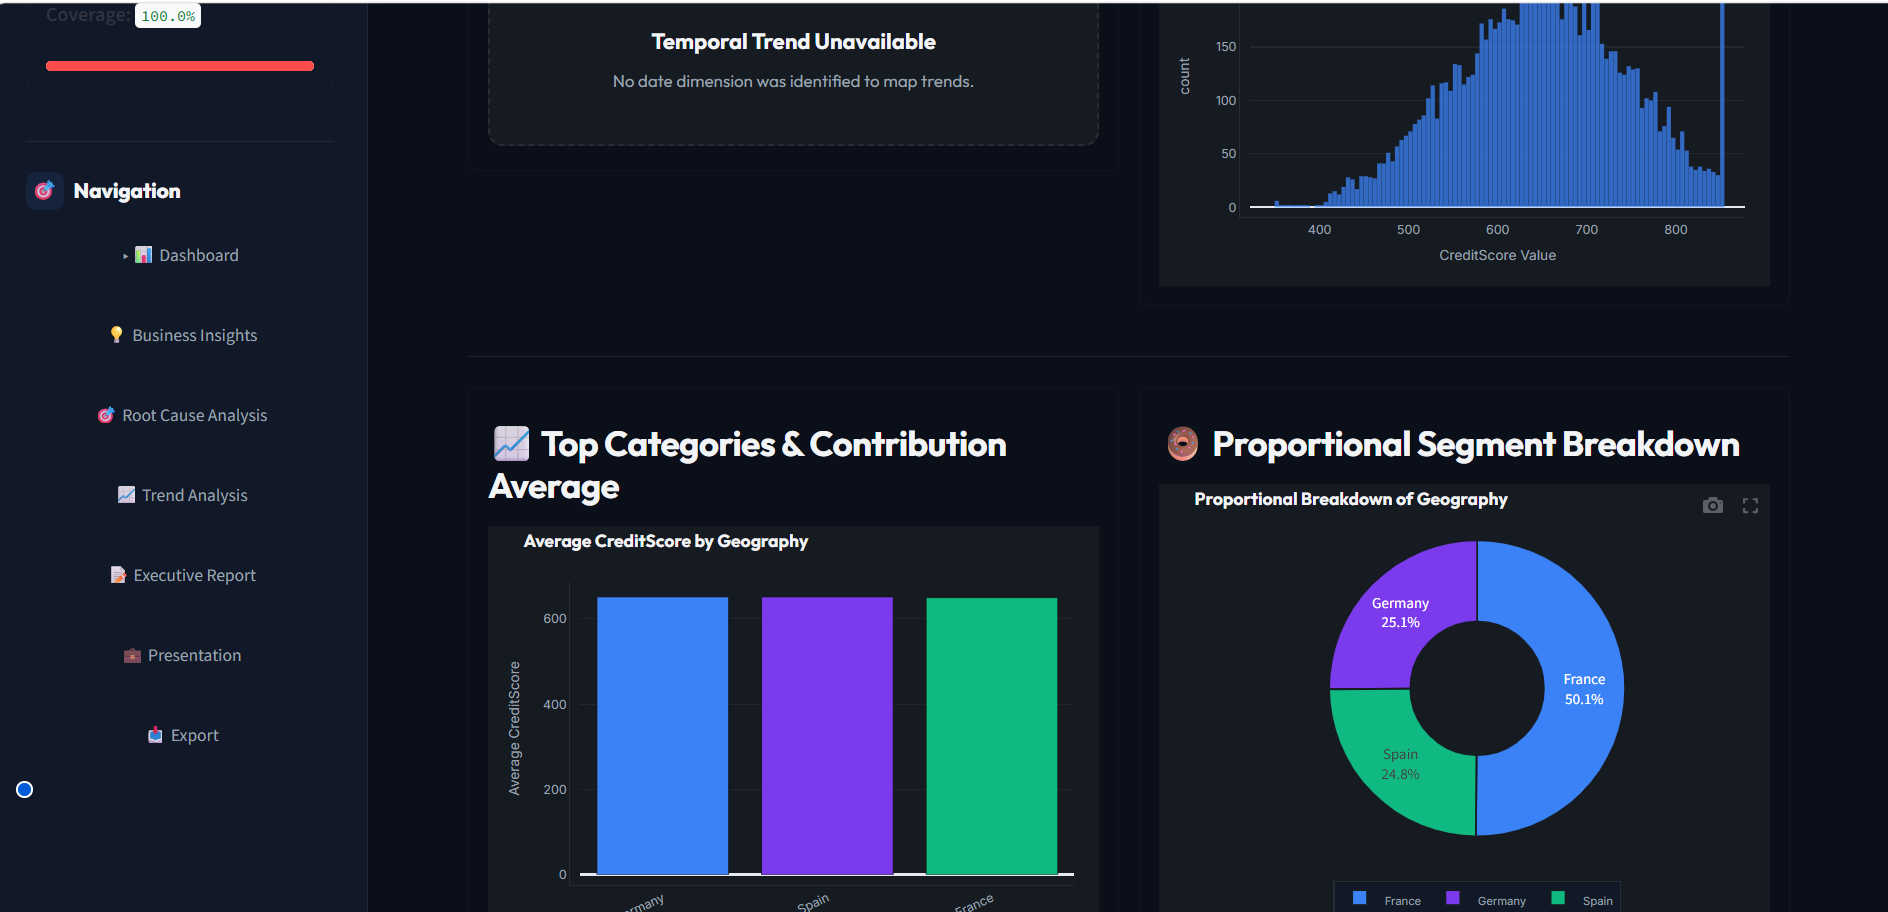 Coverage: 100.0%
Navigation
Dashboard
Business Insights
Root Cause Analysis
Trend Analysis
Executive Report
Presentation
Export
Temporal Trend Unavailable
No date dimension was identified to map trends.
count
150
100
50
0
400 500 600 700 800
CreditScore Value
Top Categories & Contribution
Average
Average CreditScore by Geography
Average CreditScore
600
400
200
0
Spain
France
Proportional Segment Breakdown
Proportional Breakdown of Geography
Germany
25.1%
France
50.1%
Spain
24.8%
France Germany Spain